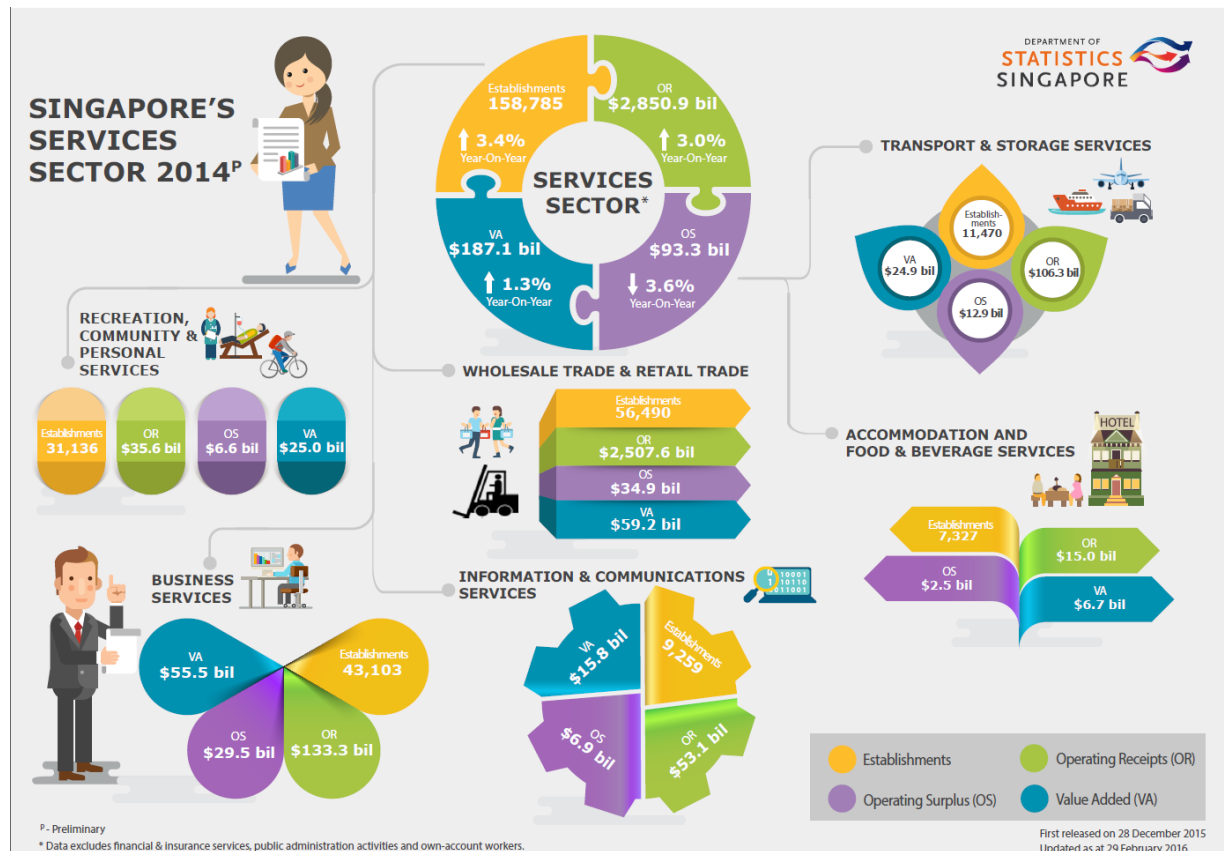 SINGAPORE'S
SERVICES
SECTOR 2014ᴾ
DEPARTMENT OF
STATISTICS
SINGAPORE
Establishments
158,785
3.4%
Year-On-Year
OR
$2,850.9 bil
3.0%
Year-On-Year
SERVICES
SECTOR*
VA
$187.1 bil
1.3%
Year-On-Year
OS
$93.3 bil
3.6%
Year-On-Year
TRANSPORT & STORAGE SERVICES
Establish-
ments
11,470
VA
$24.9 bil
OR
$106.3 bil
OS
$12.9 bil
RECREATION,
COMMUNITY &
PERSONAL
SERVICES
Establishments
31,136
OR
$35.6 bil
OS
$6.6 bil
VA
$25.0 bil
WHOLESALE TRADE & RETAIL TRADE
Establishments
56,490
OR
$2,507.6 bil
OS
$34.9 bil
VA
$59.2 bil
ACCOMMODATION AND
FOOD & BEVERAGE SERVICES
HOTEL
Establishments
7,327
OR
$15.0 bil
OS
$2.5 bil
VA
$6.7 bil
BUSINESS
SERVICES
VA
$55.5 bil
Establishments
43,103
OS
$29.5 bil
OR
$133.3 bil
INFORMATION & COMMUNICATIONS
SERVICES
VA
$15.8 bil
Establishments
9,259
OS
$6.9 bil
OR
$53.1 bil
Establishments
Operating Receipts (OR)
Operating Surplus (OS)
Value Added (VA)
ᴾ - Preliminary
* Data excludes financial & insurance services, public administration activities and own-account workers.
First released on 28 December 2015
Updated as at 29 February 2016